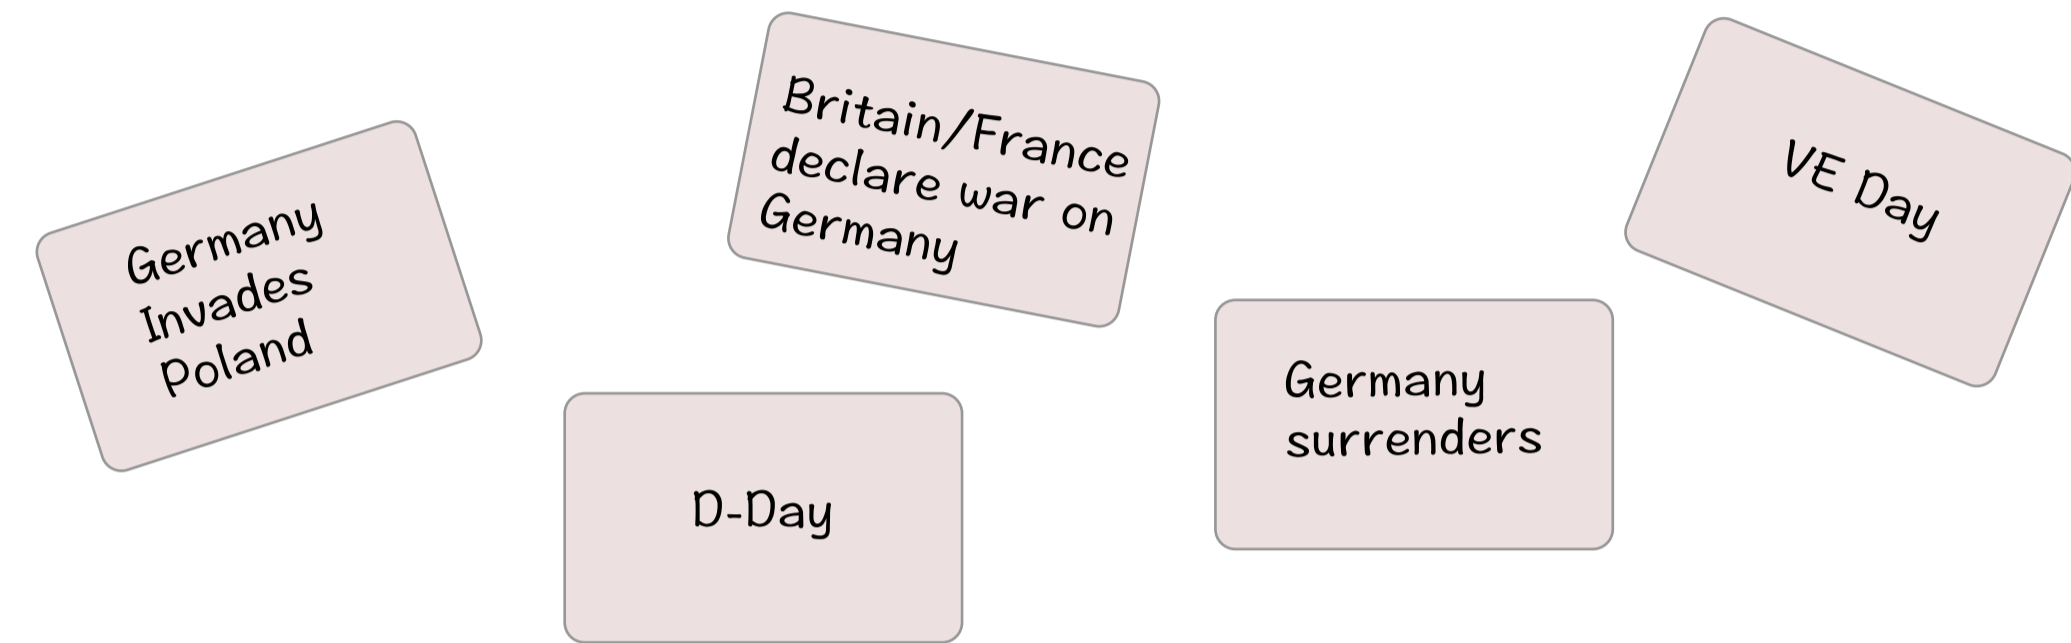 Germany
Invades
Poland
Britain/France
declare war on
Germany
D-Day
Germany
surrenders
VE Day